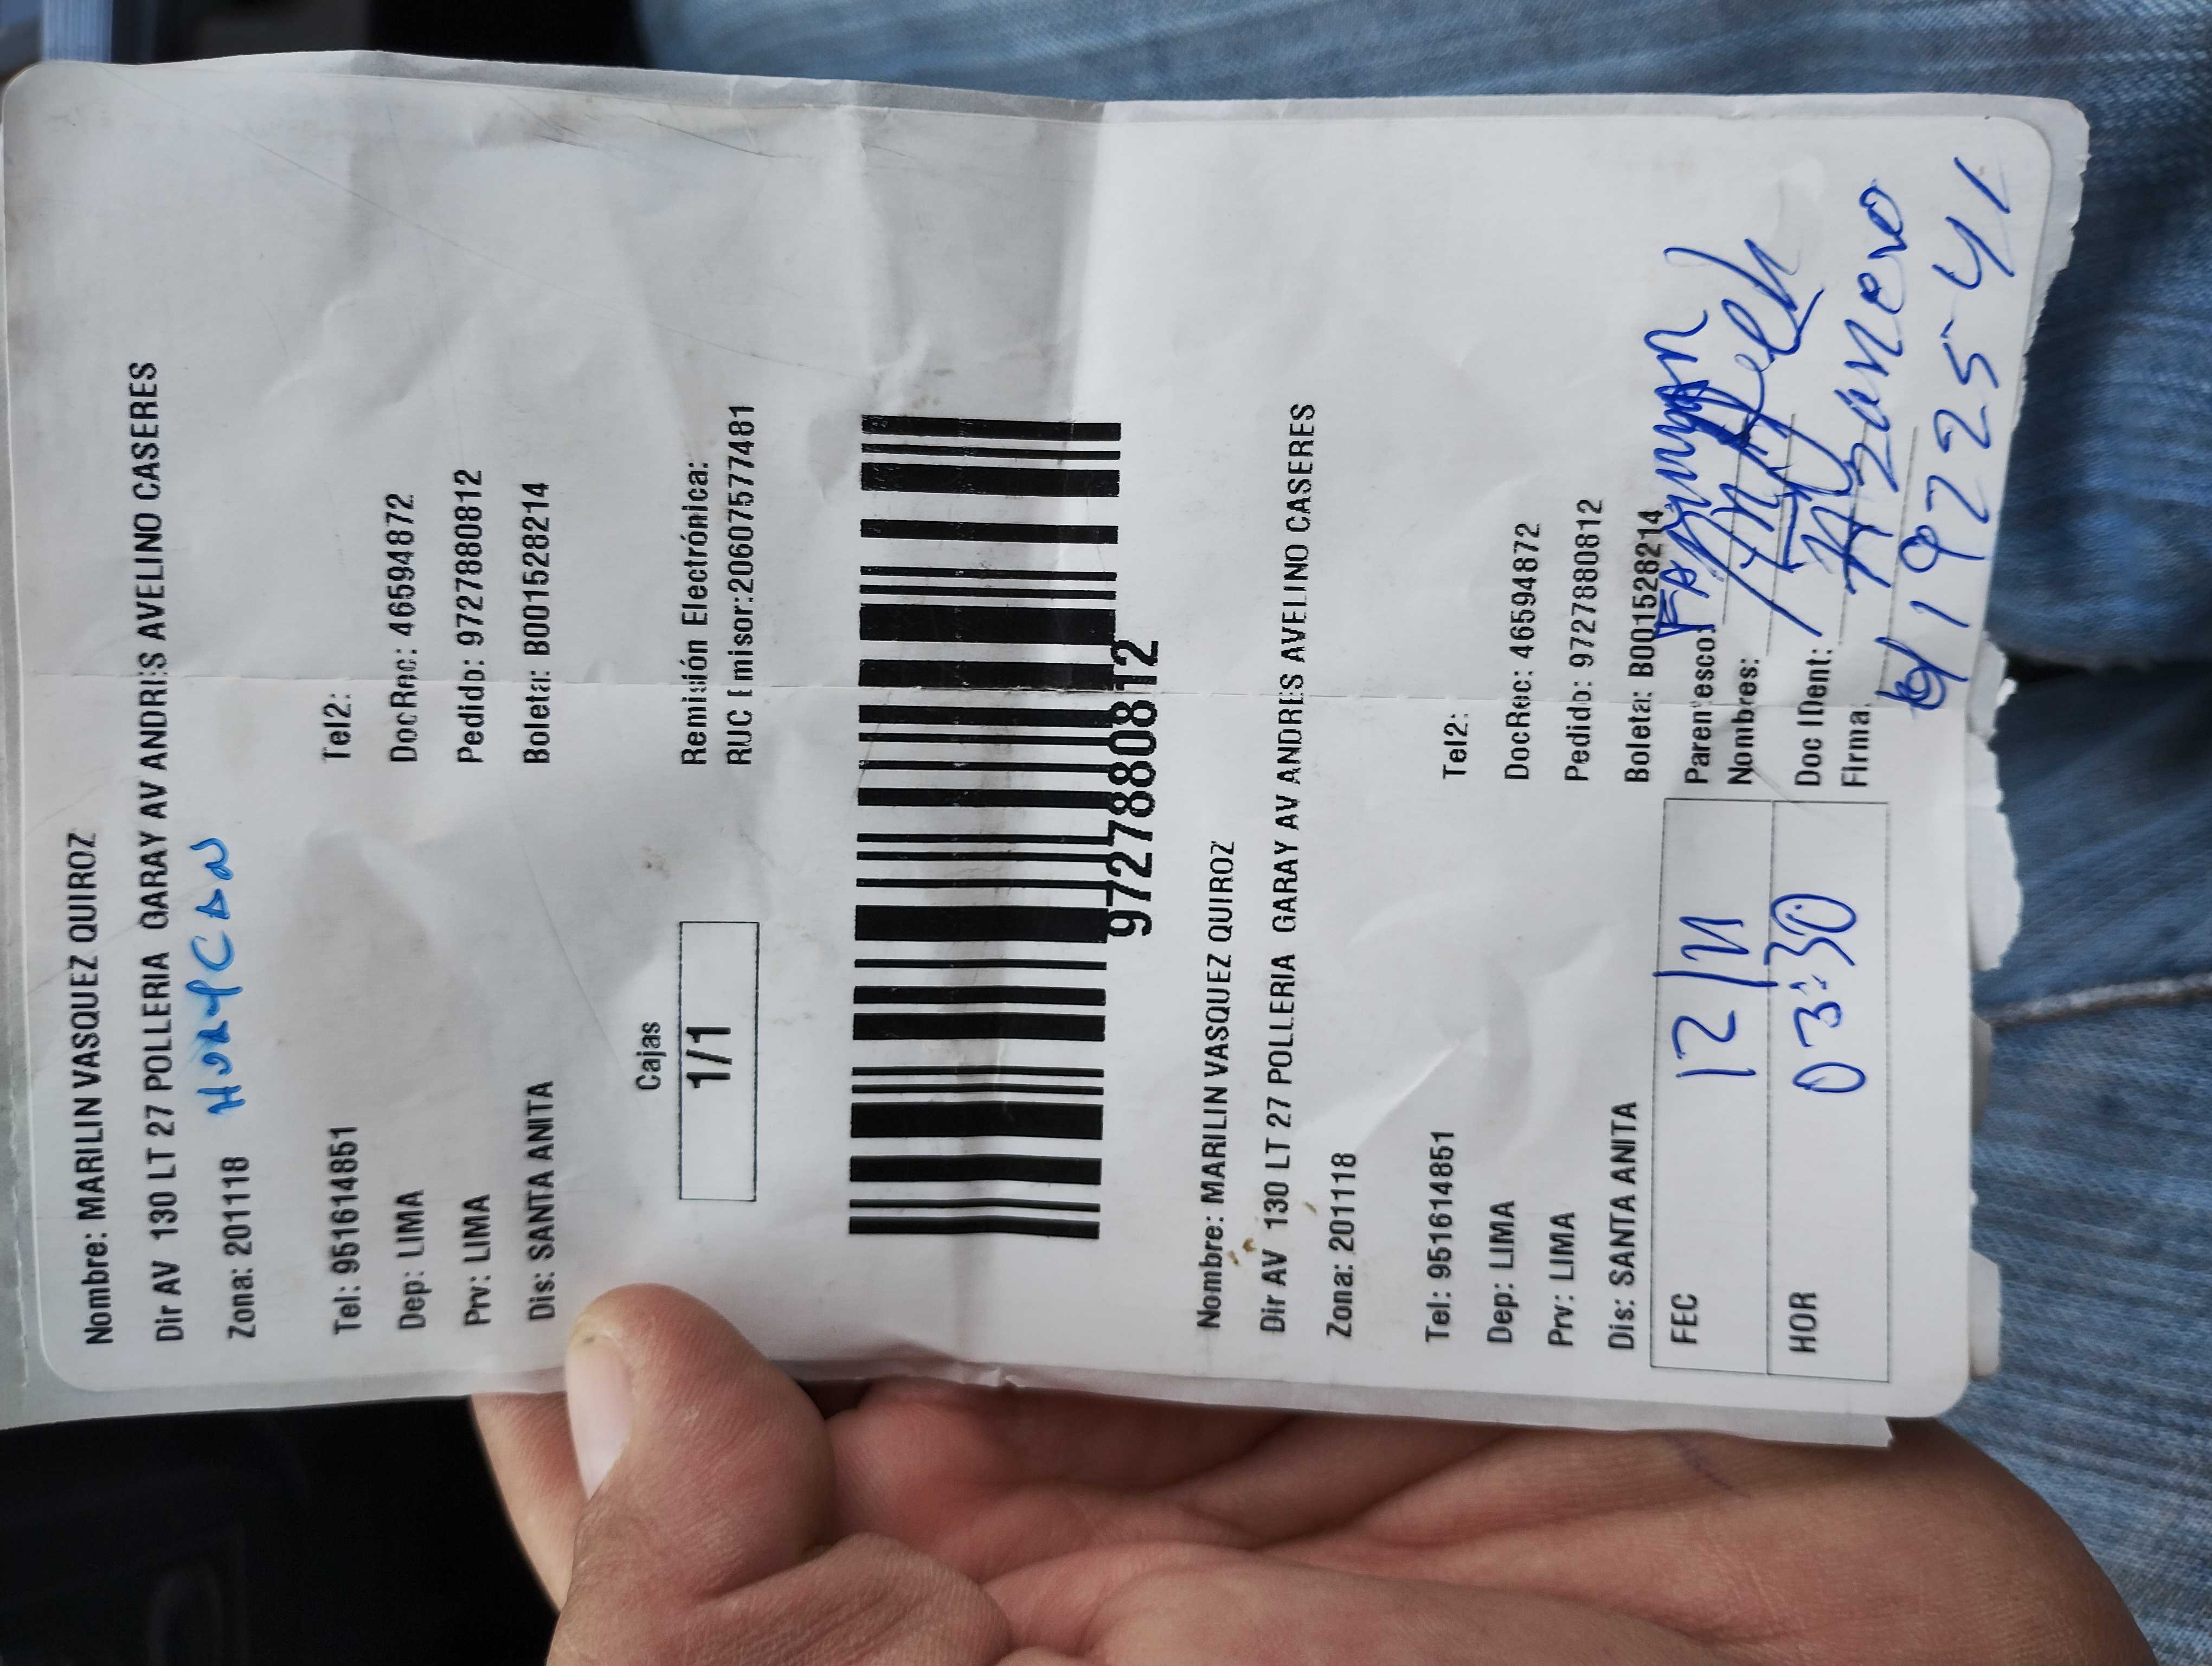 Nombre: MARILIN VASQUEZ QUIROZ
Dir AV 130 LT 27 POLLERIA GARAY AV ANDRES AVELINO CASERES
Zona: 201118 HUAYCAN
Tel: 951614851 Tel2:
Dep: LIMA DocRec: 46594872
Prv: LIMA Pedido: 9727880812
Dis: SANTA ANITA Boleta: B001528214
Cajas
1/1
Remisión Electrónica:
RUC Emisor:20607577481
9727880812
Nombre: MARILIN VASQUEZ QUIROZ
Dir AV 130 LT 27 POLLERIA GARAY AV ANDRES AVELINO CASERES
Zona: 201118
Tel: 951614851 Tel2:
Dep: LIMA DocRec: 46594872
Prv: LIMA Pedido: 9727880812
Dis: SANTA ANITA Boleta: B001528214
FEC 12/11 Parentesco:
Nombres:
HOR 03:30 Doc IDent:
Firma: